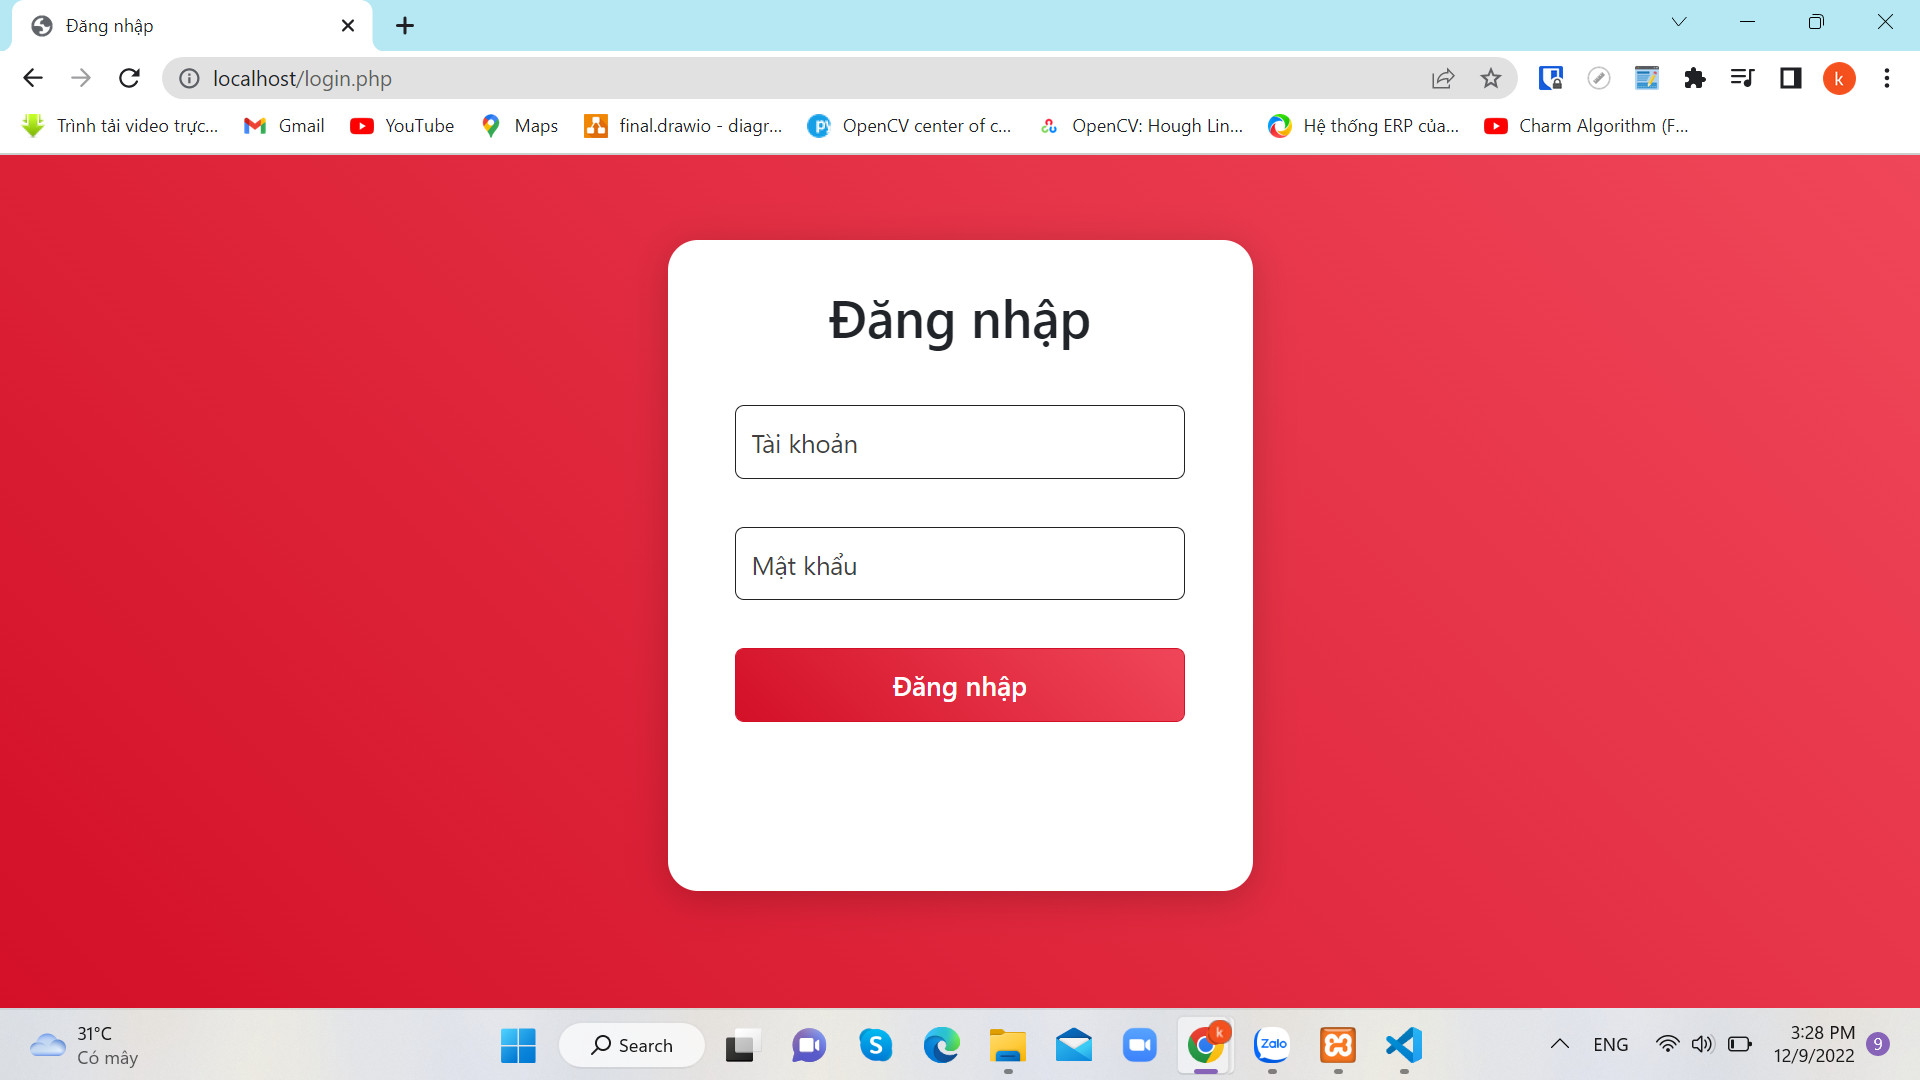 Đăng nhập
localhost/login.php
k
Trình tải video trực... Gmail YouTube Maps final.drawio - diagr... OpenCV center of c... OpenCV: Hough Lin... Hệ thống ERP của... Charm Algorithm (F...
Đăng nhập
Tài khoản
Mật khẩu
Đăng nhập
31°C
Có mây
Search
S
k
Zalo
ENG
3:28 PM
12/9/2022
9